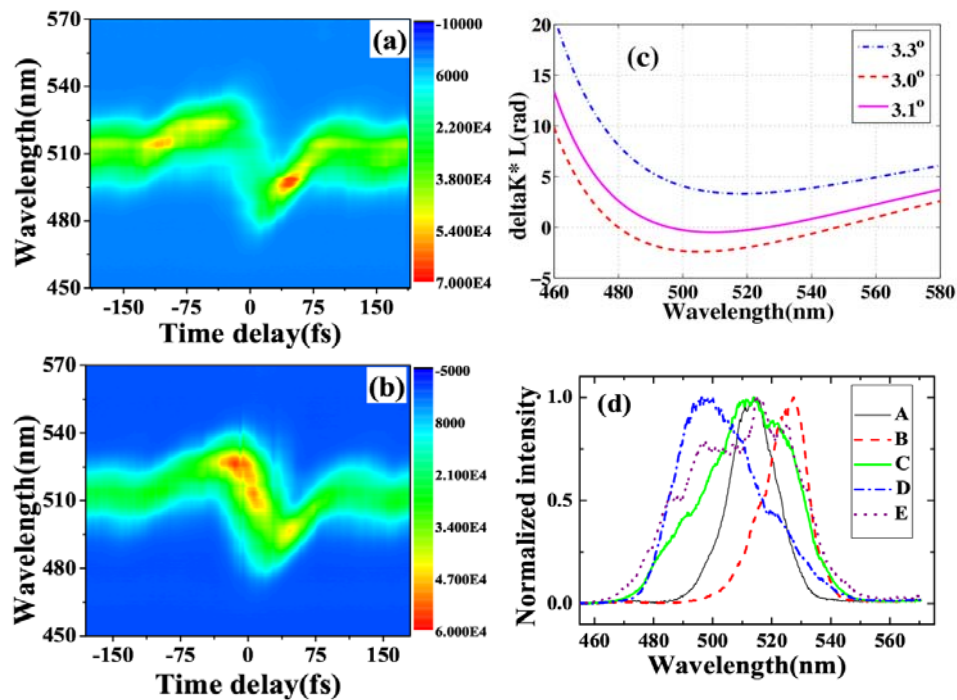 570
(a)
540
510
480
450
Wavelength(nm)
-150
-75
0
75
150
Time delay(fs)
-10000
6000
2.200E4
3.800E4
5.400E4
7.000E4
(c)
20
15
10
5
0
−5
deltaK* L(rad)
3.3°
3.0°
3.1°
460
480
500
520
540
560
580
Wavelength(nm)
570
(b)
540
510
480
450
Wavelength(nm)
-150
-75
0
75
150
Time delay(fs)
-5000
8000
2.100E4
3.400E4
4.700E4
6.000E4
(d)
1.0
0.5
0.0
Normalized intensity
A
B
C
D
E
460
480
500
520
540
560
Wavelength(nm)